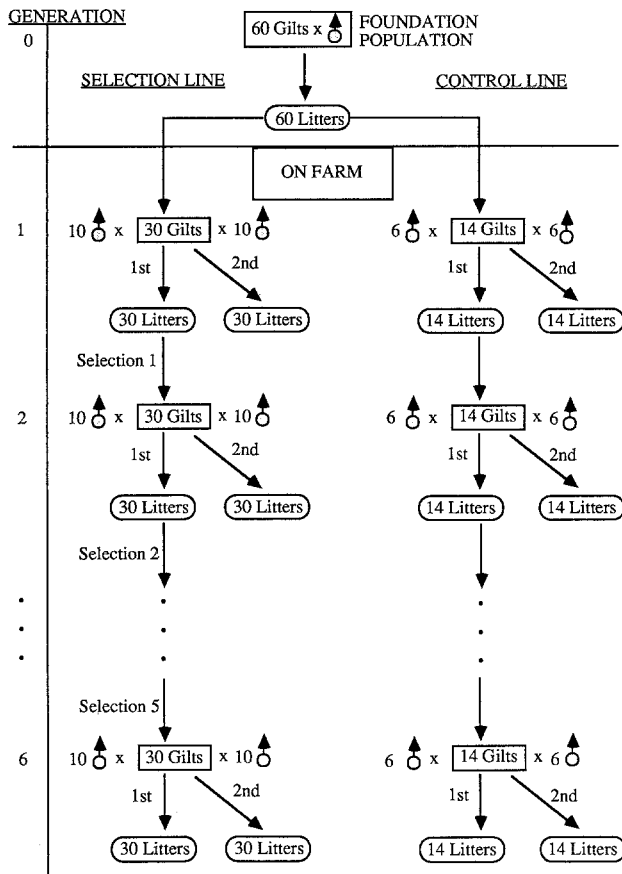 GENERATION
0
60 Gilts x
FOUNDATION
POPULATION
SELECTION LINE
CONTROL LINE
60 Litters
ON FARM
1
10 x 30 Gilts x 10
6 x 14 Gilts x 6
1st 2nd
1st 2nd
30 Litters 30 Litters
14 Litters 14 Litters
Selection 1
2
10 x 30 Gilts x 10
6 x 14 Gilts x 6
1st 2nd
1st 2nd
30 Litters 30 Litters
14 Litters 14 Litters
Selection 2
Selection 5
6
10 x 30 Gilts x 10
6 x 14 Gilts x 6
1st 2nd
1st 2nd
30 Litters 30 Litters
14 Litters 14 Litters